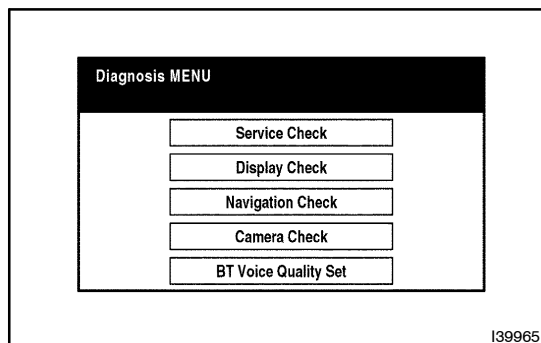 Diagnosis MENU
Service Check
Display Check
Navigation Check
Camera Check
BT Voice Quality Set
I39965